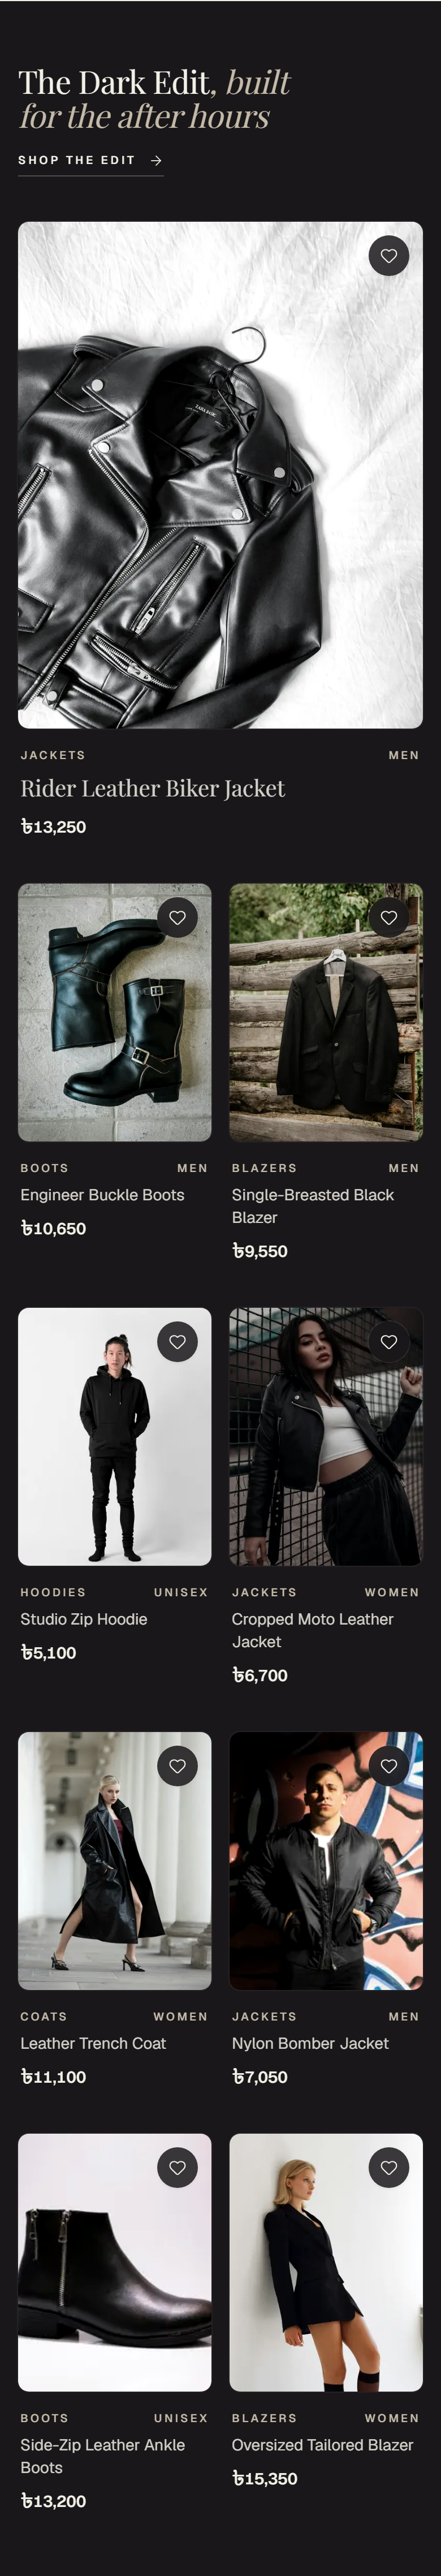 The Dark Edit, built
for the after hours
SHOP THE EDIT →
JACKETS MEN
Rider Leather Biker Jacket
৳13,250
BOOTS MEN
Engineer Buckle Boots
৳10,650
BLAZERS MEN
Single-Breasted Black
Blazer
৳9,550
HOODIES UNISEX
Studio Zip Hoodie
৳5,100
JACKETS WOMEN
Cropped Moto Leather
Jacket
৳6,700
COATS WOMEN
Leather Trench Coat
৳11,100
JACKETS MEN
Nylon Bomber Jacket
৳7,050
BOOTS UNISEX
Side-Zip Leather Ankle
Boots
৳13,200
BLAZERS WOMEN
Oversized Tailored Blazer
৳15,350